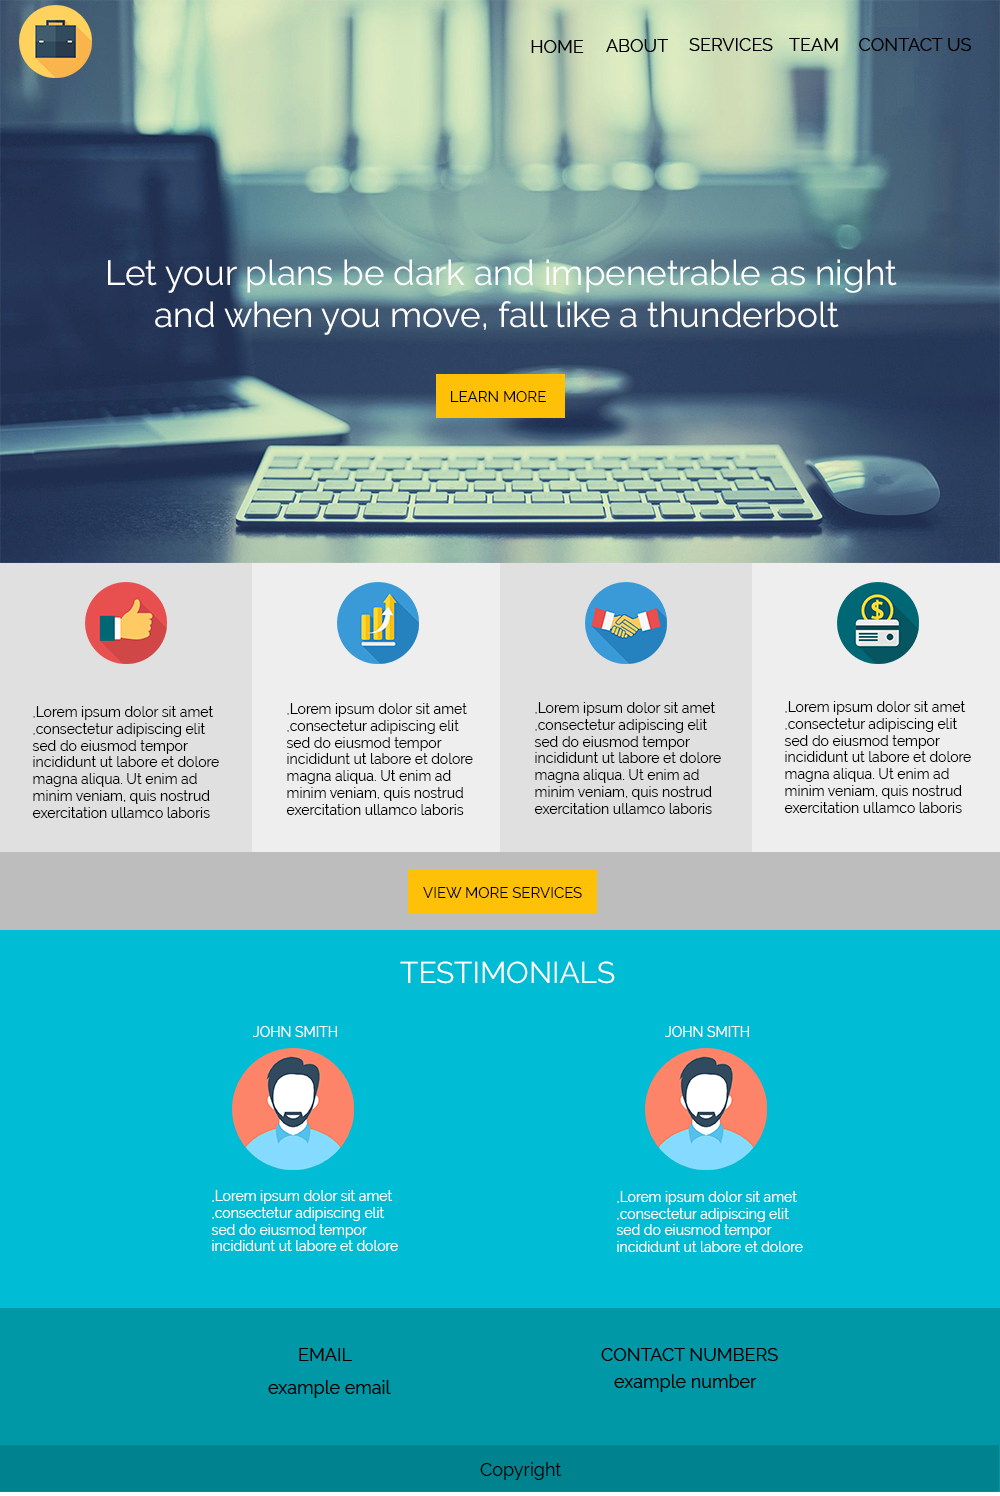 HOME ABOUT SERVICES TEAM CONTACT US
Let your plans be dark and impenetrable as night
and when you move, fall like a thunderbolt
LEARN MORE
,Lorem ipsum dolor sit amet
,consectetur adipiscing elit
sed do eiusmod tempor
incididunt ut labore et dolore
magna aliqua. Ut enim ad
minim veniam, quis nostrud
exercitation ullamco laboris
,Lorem ipsum dolor sit amet
,consectetur adipiscing elit
sed do eiusmod tempor
incididunt ut labore et dolore
magna aliqua. Ut enim ad
minim veniam, quis nostrud
exercitation ullamco laboris
,Lorem ipsum dolor sit amet
,consectetur adipiscing elit
sed do eiusmod tempor
incididunt ut labore et dolore
magna aliqua. Ut enim ad
minim veniam, quis nostrud
exercitation ullamco laboris
,Lorem ipsum dolor sit amet
,consectetur adipiscing elit
sed do eiusmod tempor
incididunt ut labore et dolore
magna aliqua. Ut enim ad
minim veniam, quis nostrud
exercitation ullamco laboris
VIEW MORE SERVICES
TESTIMONIALS
JOHN SMITH
,Lorem ipsum dolor sit amet
,consectetur adipiscing elit
sed do eiusmod tempor
incididunt ut labore et dolore
JOHN SMITH
,Lorem ipsum dolor sit amet
,consectetur adipiscing elit
sed do eiusmod tempor
incididunt ut labore et dolore
EMAIL
example email
CONTACT NUMBERS
example number
Copyright